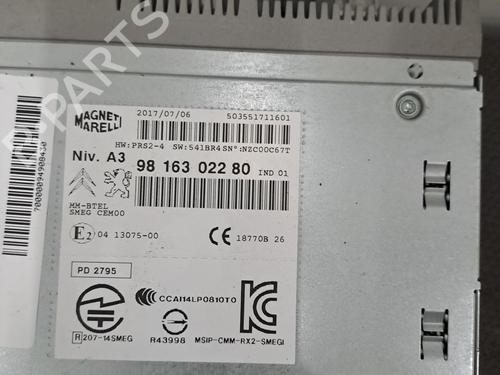 MAGNETI
MARELLI
2017/07/06
503551711601
HW:PRS2-4 SW:541BR4 SN°:NZC00C67T
Niv. A3 98 163 022 80 IND 01
MM-BTEL
SMEG CEM00
E2 04 13075-00
CE 18770B 26
PD 2795
CCAI14LP0810T0
R 207-14SMEG
R43998
MSIP-CMM-RX2-SMEGI
B PARTS